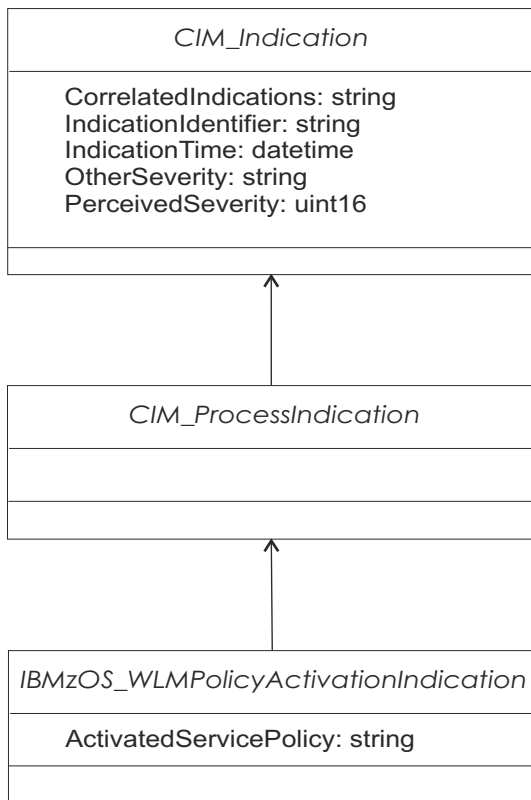 CIM_Indication
CorrelatedIndications: string
IndicationIdentifier: string
IndicationTime: datetime
OtherSeverity: string
PerceivedSeverity: uint16
CIM_ProcessIndication
IBMzOS_WLMPolicyActivationIndication
ActivatedServicePolicy: string